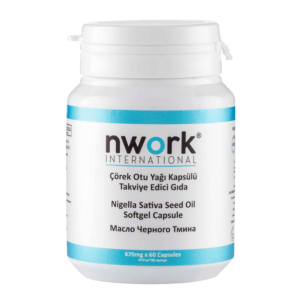 nwork®
INTERNATIONAL
Çörek Otu Yağı Kapsülü
Takviye Edici Gıda
Nigella Sativa Seed Oil
Softgel Capsule
Масло Черного Тмина
670mg x 60 Capsules